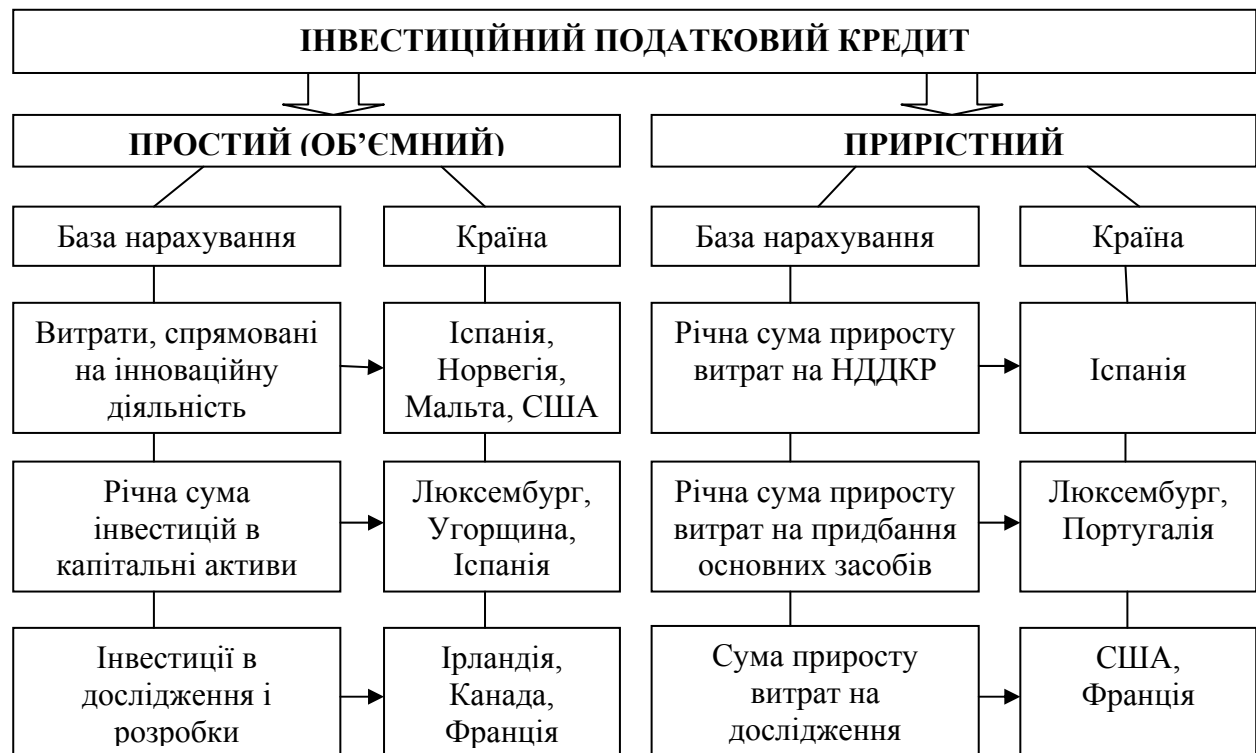 ІНВЕСТИЦІЙНИЙ ПОДАТКОВИЙ КРЕДИТ
ПРОСТИЙ (ОБ’ЄМНИЙ)
ПРИРІСТНИЙ
База нарахування
Країна
База нарахування
Країна
Витрати, спрямовані
на інноваційну
діяльність
Іспанія,
Норвегія,
Мальта, США
Річна сума приросту
витрат на НДДКР
Іспанія
Річна сума
інвестицій в
капітальні активи
Люксембург,
Угорщина,
Іспанія
Річна сума приросту
витрат на придбання
основних засобів
Люксембург,
Португалія
Інвестиції в
дослідження і
розробки
Ірландія,
Канада,
Франція
Сума приросту
витрат на
дослідження
США,
Франція